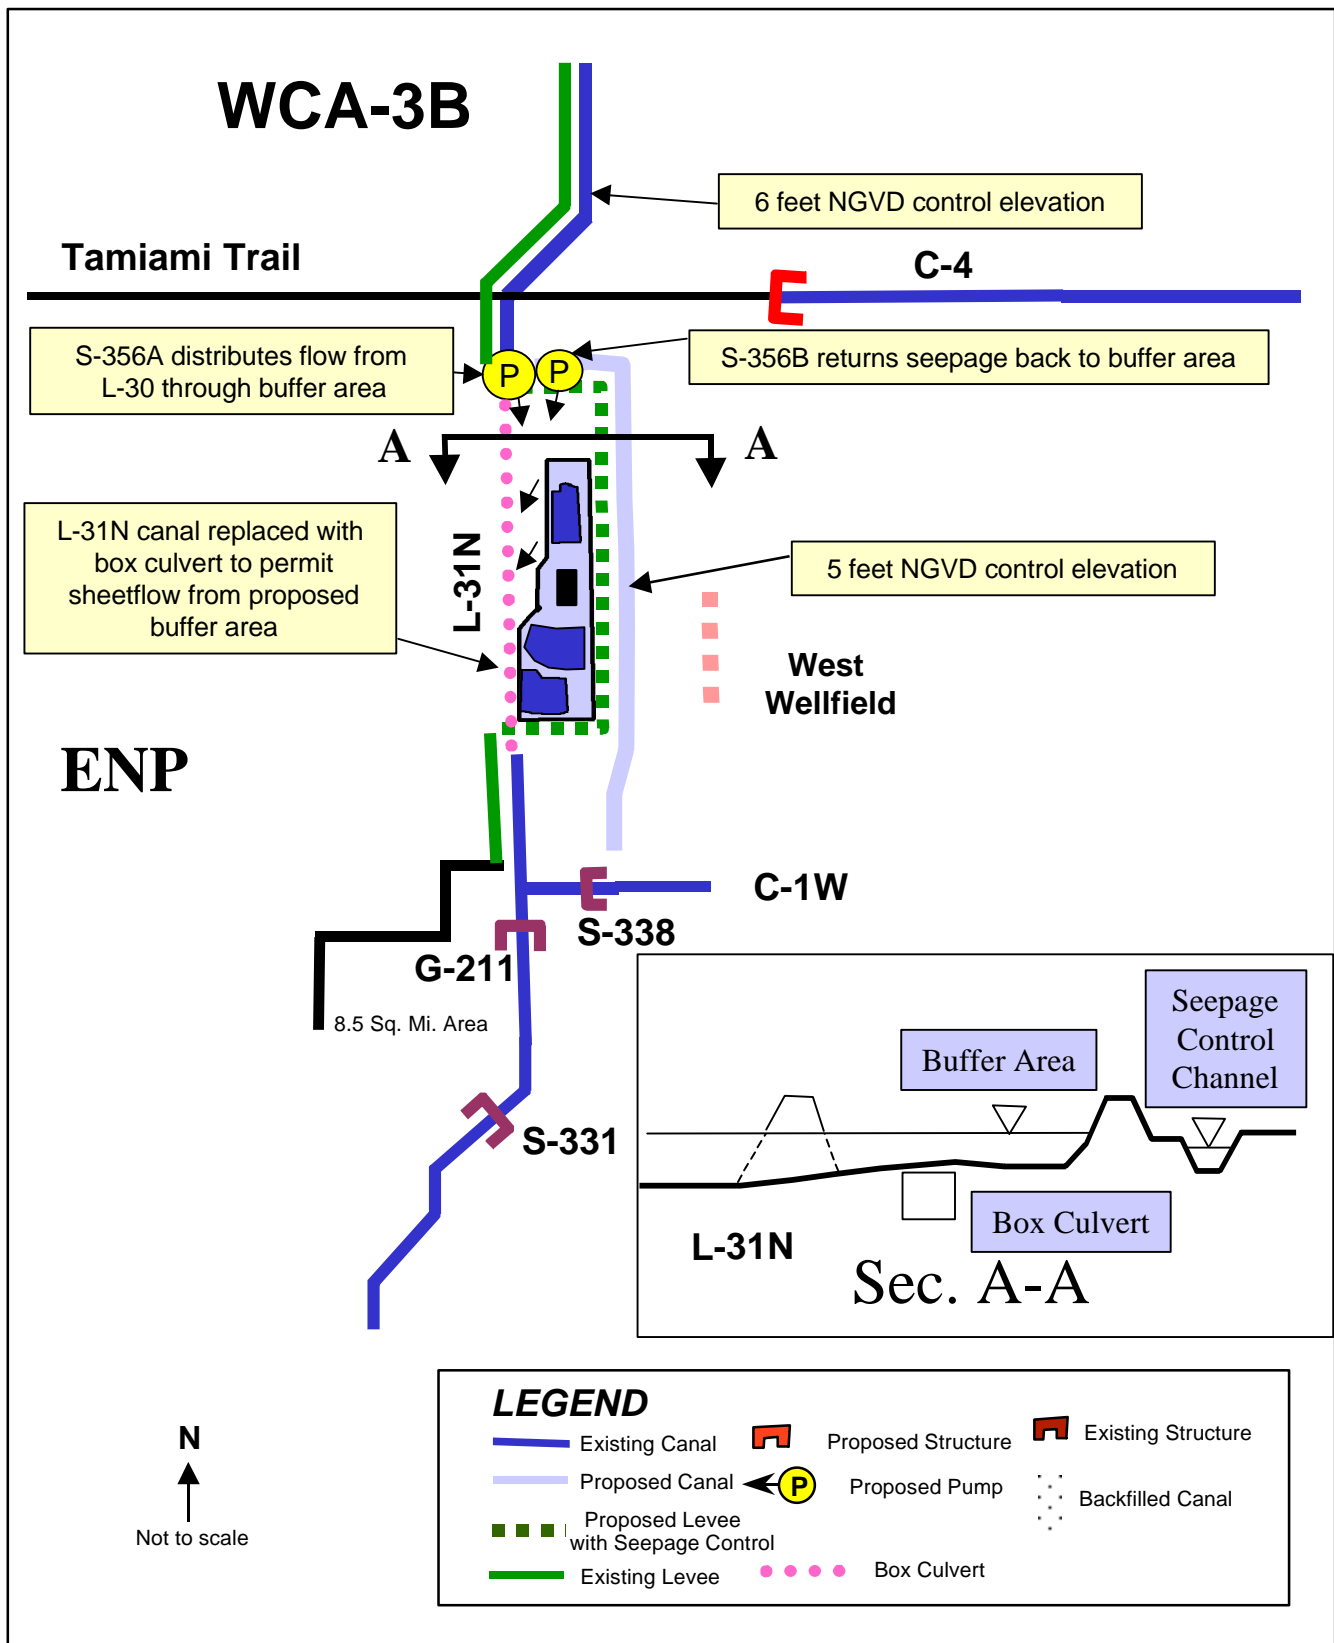 WCA-3B
6 feet NGVD control elevation
Tamiami Trail
C-4
S-356A distributes flow from
L-30 through buffer area
P
P
S-356B returns seepage back to buffer area
A
A
L-31N canal replaced with
box culvert to permit
sheetflow from proposed
buffer area
L-31N
5 feet NGVD control elevation
West
Wellfield
ENP
C-1W
S-338
G-211
8.5 Sq. Mi. Area
S-331
Seepage
Control
Channel
Buffer Area
Box Culvert
L-31N
Sec. A-A
LEGEND
Existing Canal
Proposed Structure
Existing Structure
Proposed Canal
P
Proposed Pump
Backfilled Canal
Proposed Levee
with Seepage Control
Existing Levee
Box Culvert
N
Not to scale